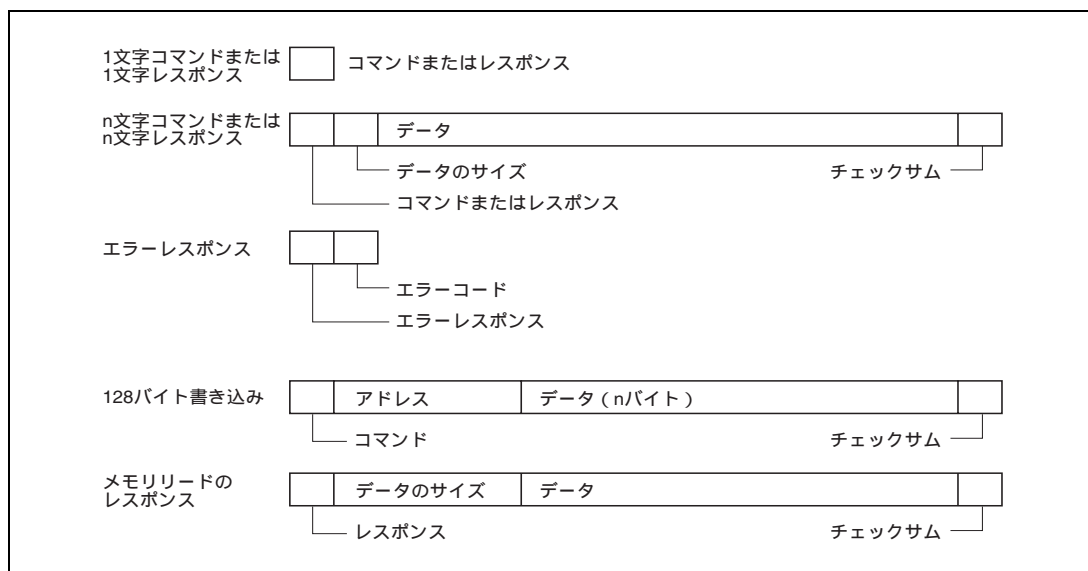 1文字コマンドまたは
1文字レスポンス
コマンドまたはレスポンス
n文字コマンドまたは
n文字レスポンス
データ
データのサイズ
チェックサム
コマンドまたはレスポンス
エラーレスポンス
エラーコード
エラーレスポンス
128バイト書き込み
アドレス
データ(nバイト)
コマンド
チェックサム
メモリリードの
レスポンス
データのサイズ
データ
レスポンス
チェックサム